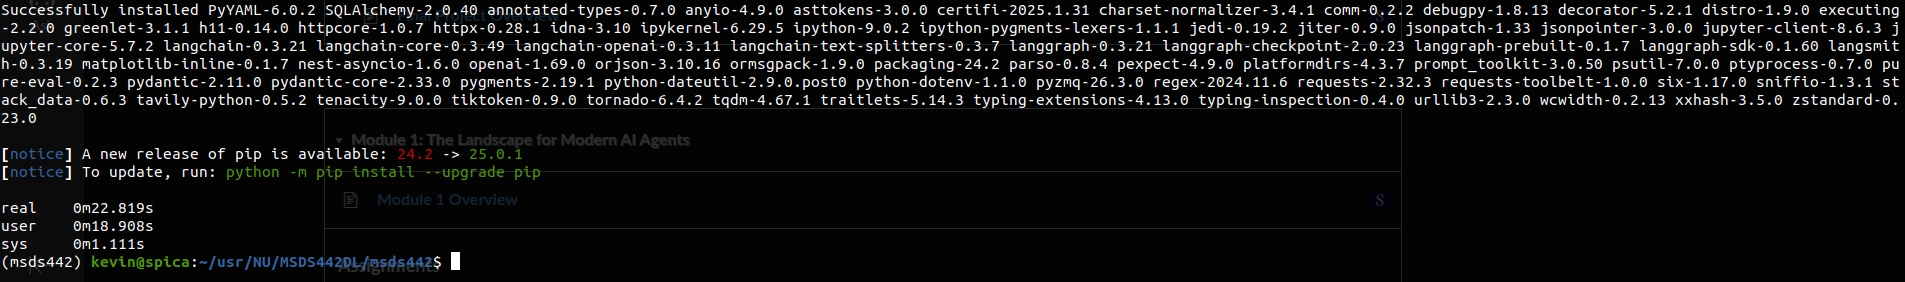 Successfully installed PyYAML-6.0.2 SQLAlchemy-2.0.40 annotated-types-0.7.0 anyio-4.9.0 asttokens-3.0.0 certifi-2025.1.31 charset-normalizer-3.4.1 comm-0.2.2 debugpy-1.8.13 decorator-5.2.1 distro-1.9.0 executing
-2.2.0 greenlet-3.1.1 h11-0.14.0 httpcore-1.0.7 httpx-0.28.1 idna-3.10 ipykernel-6.29.5 ipython-9.0.2 ipython-pygments-lexers-1.1.1 jedi-0.19.2 jiter-0.9.0 jsonpatch-1.33 jsonpointer-3.0.0 jupyter-client-8.6.3 j
upyter-core-5.7.2 langchain-0.3.21 langchain-core-0.3.49 langchain-openai-0.3.11 langchain-text-splitters-0.3.7 langgraph-0.3.21 langgraph-checkpoint-2.0.23 langgraph-prebuilt-0.1.7 langgraph-sdk-0.1.60 langsmit
h-0.3.19 matplotlib-inline-0.1.7 nest-asyncio-1.6.0 openai-1.69.0 orjson-3.10.16 ormsgpack-1.9.0 packaging-24.2 parso-0.8.4 pexpect-4.9.0 platformdirs-4.3.7 prompt_toolkit-3.0.50 psutil-7.0.0 ptyprocess-0.7.0 pu
re-eval-0.2.3 pydantic-2.11.0 pydantic-core-2.33.0 pygments-2.19.1 python-dateutil-2.9.0.post0 python-dotenv-1.1.0 pyzmq-26.3.0 regex-2024.11.6 requests-2.32.3 requests-toolbelt-1.0.0 six-1.17.0 sniffio-1.3.1 st
ack_data-0.6.3 tavily-python-0.5.2 tenacity-9.0.0 tiktoken-0.9.0 tornado-6.4.2 tqdm-4.67.1 traitlets-5.14.3 typing-extensions-4.13.0 typing-inspection-0.4.0 urllib3-2.3.0 wcwidth-0.2.13 xxhash-3.5.0 zstandard-0.
23.0
Module 1: The Landscape for Modern AI Agents
[notice] A new release of pip is available: 24.2 -> 25.0.1
[notice] To update, run: python -m pip install --upgrade pip
Module 1 Overview
real    0m22.819s
user    0m18.908s
sys     0m1.111s
(msds442) kevin@spica:~/usr/NU/MSDS442DL/msds442$
Assignments